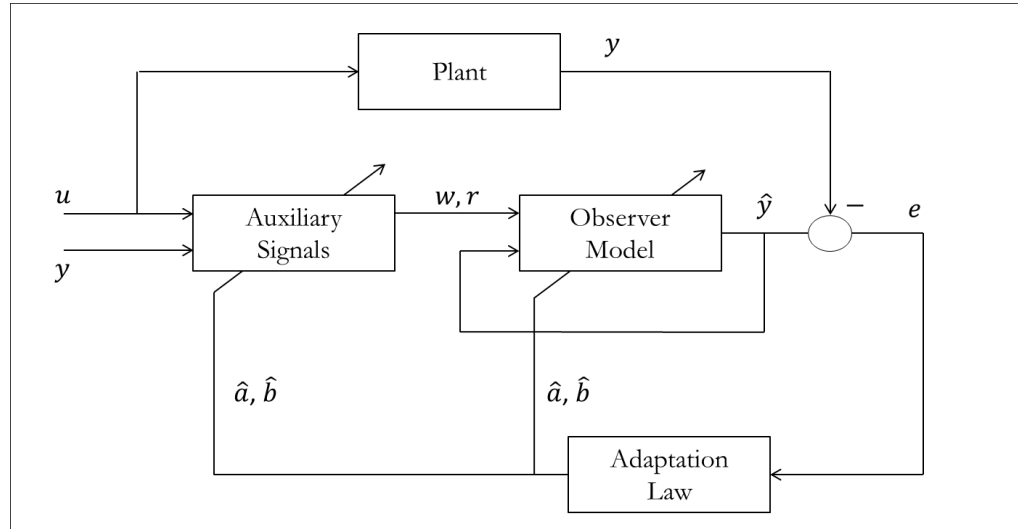 y
Plant
u
w, r
ŷ
−
e
Auxiliary
Signals
Observer
Model
y
â, b̂
â, b̂
Adaptation
Law